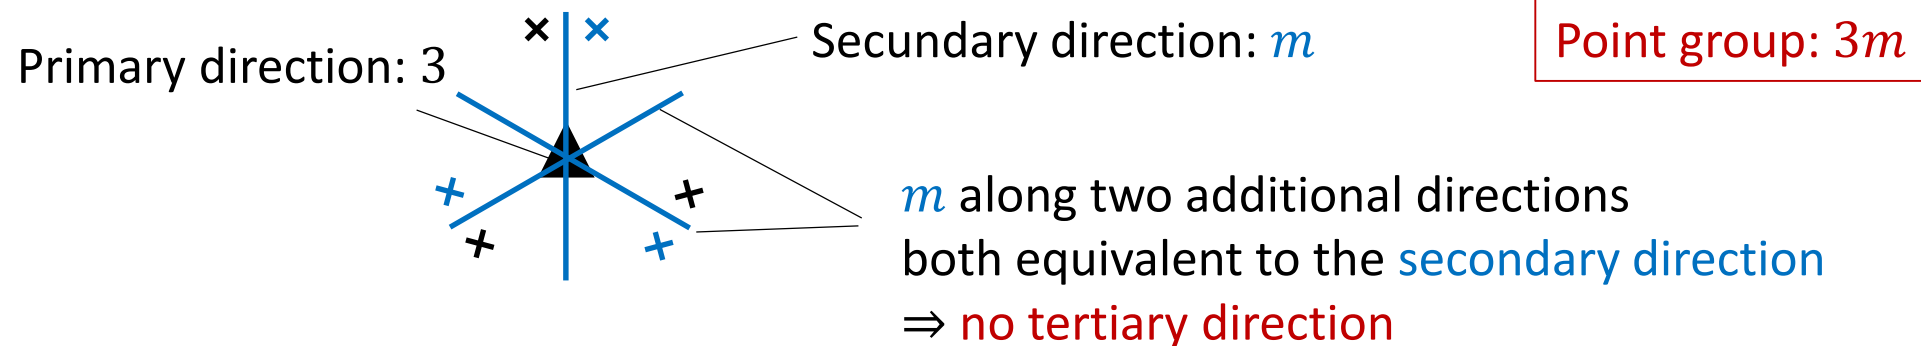 Primary direction: 3
Secundary direction: m
Point group: 3m
m along two additional directions
both equivalent to the secondary direction
⇒ no tertiary direction